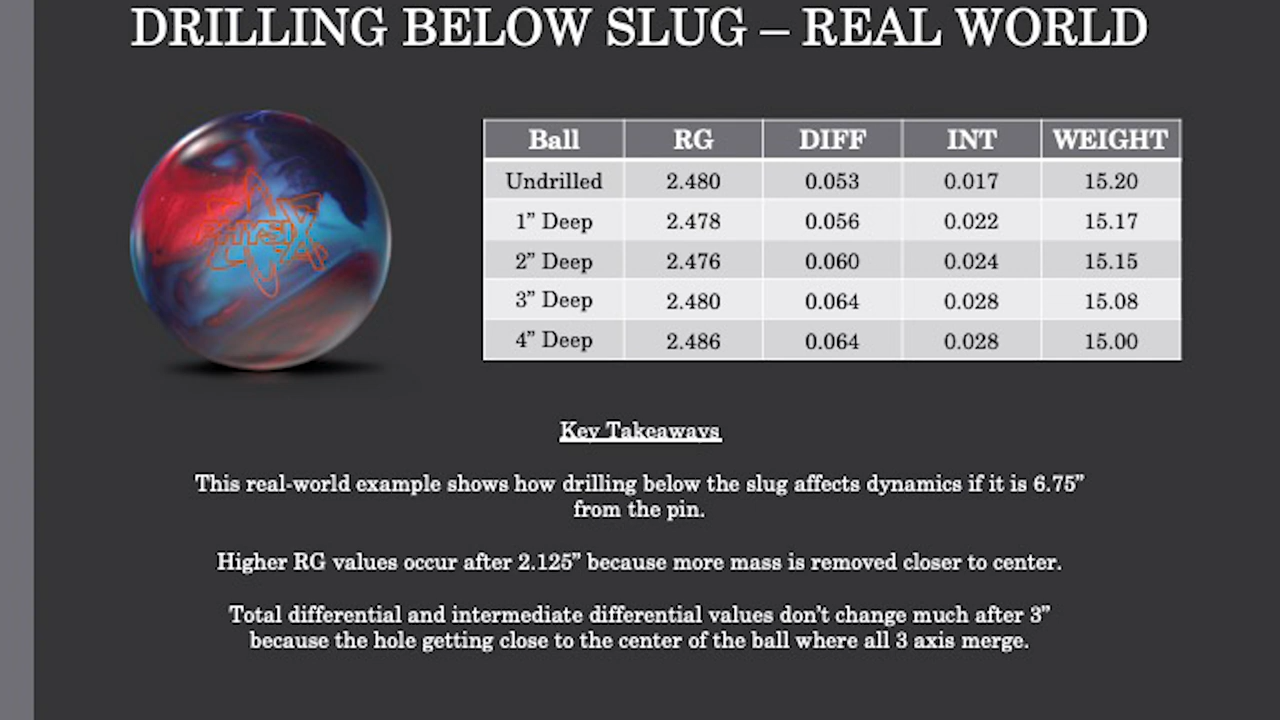 DRILLING BELOW SLUG – REAL WORLD
PHYSIX
Ball RG DIFF INT WEIGHT
Undrilled 2.480 0.053 0.017 15.20
1” Deep 2.478 0.056 0.022 15.17
2” Deep 2.476 0.060 0.024 15.15
3” Deep 2.480 0.064 0.028 15.08
4” Deep 2.486 0.064 0.028 15.00
Key Takeaways
This real-world example shows how drilling below the slug affects dynamics if it is 6.75”
from the pin.
Higher RG values occur after 2.125” because more mass is removed closer to center.
Total differential and intermediate differential values don’t change much after 3”
because the hole getting close to the center of the ball where all 3 axis merge.